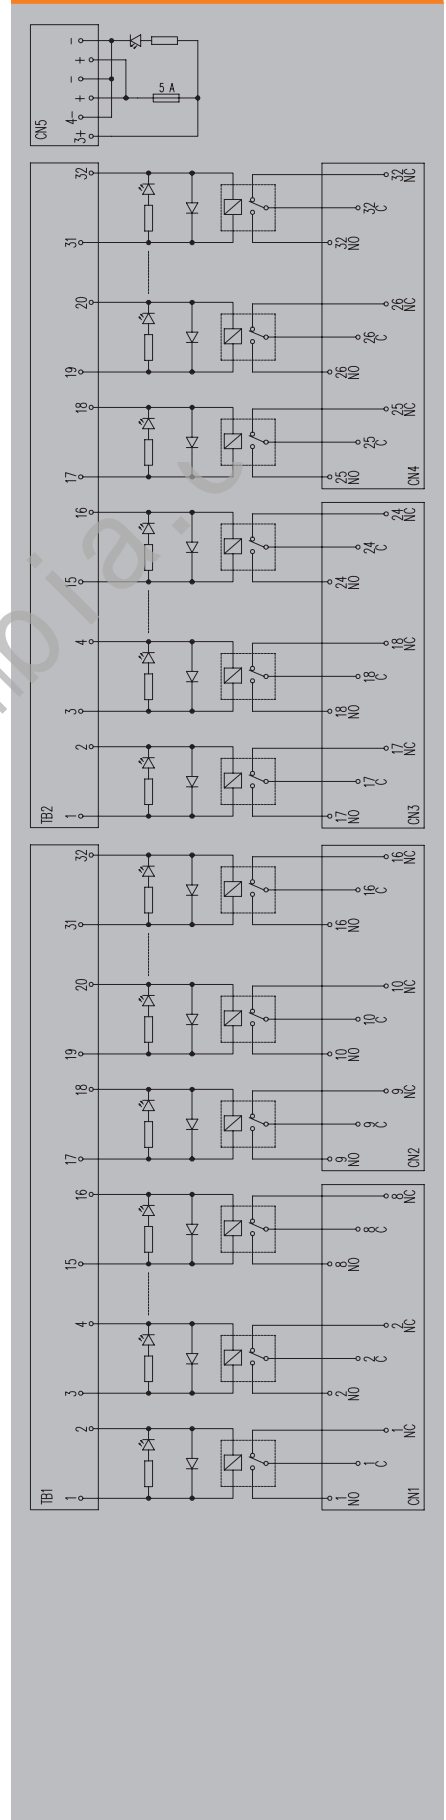 CN5
-
+
-
+
4-
3+
5 A
TB2
32
31
20
19
18
17
16
15
4
3
2
1
32 NC
32 C
32 NO
26 NC
26 C
26 NO
25 NC
25 C
25 NO
CN4
24 NC
24 C
24 NO
18 NC
18 C
18 NO
17 NC
17 C
17 NO
CN3
TB1
32
31
20
19
18
17
16
15
4
3
2
1
16 NC
16 C
16 NO
10 NC
10 C
10 NO
9 NC
9 C
9 NO
CN2
8 NC
8 C
8 NO
2 NC
2 C
2 NO
1 NC
1 C
1 NO
CN1